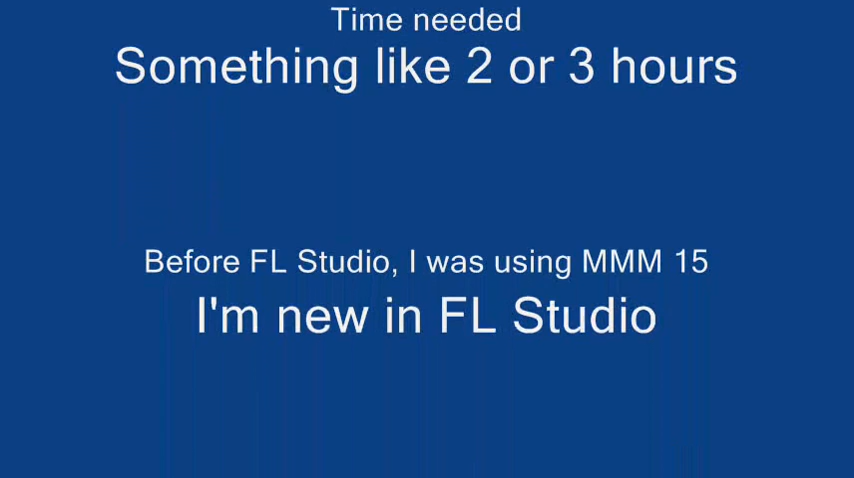 Time needed
Something like 2 or 3 hours
Before FL Studio, I was using MMM 15
I'm new in FL Studio